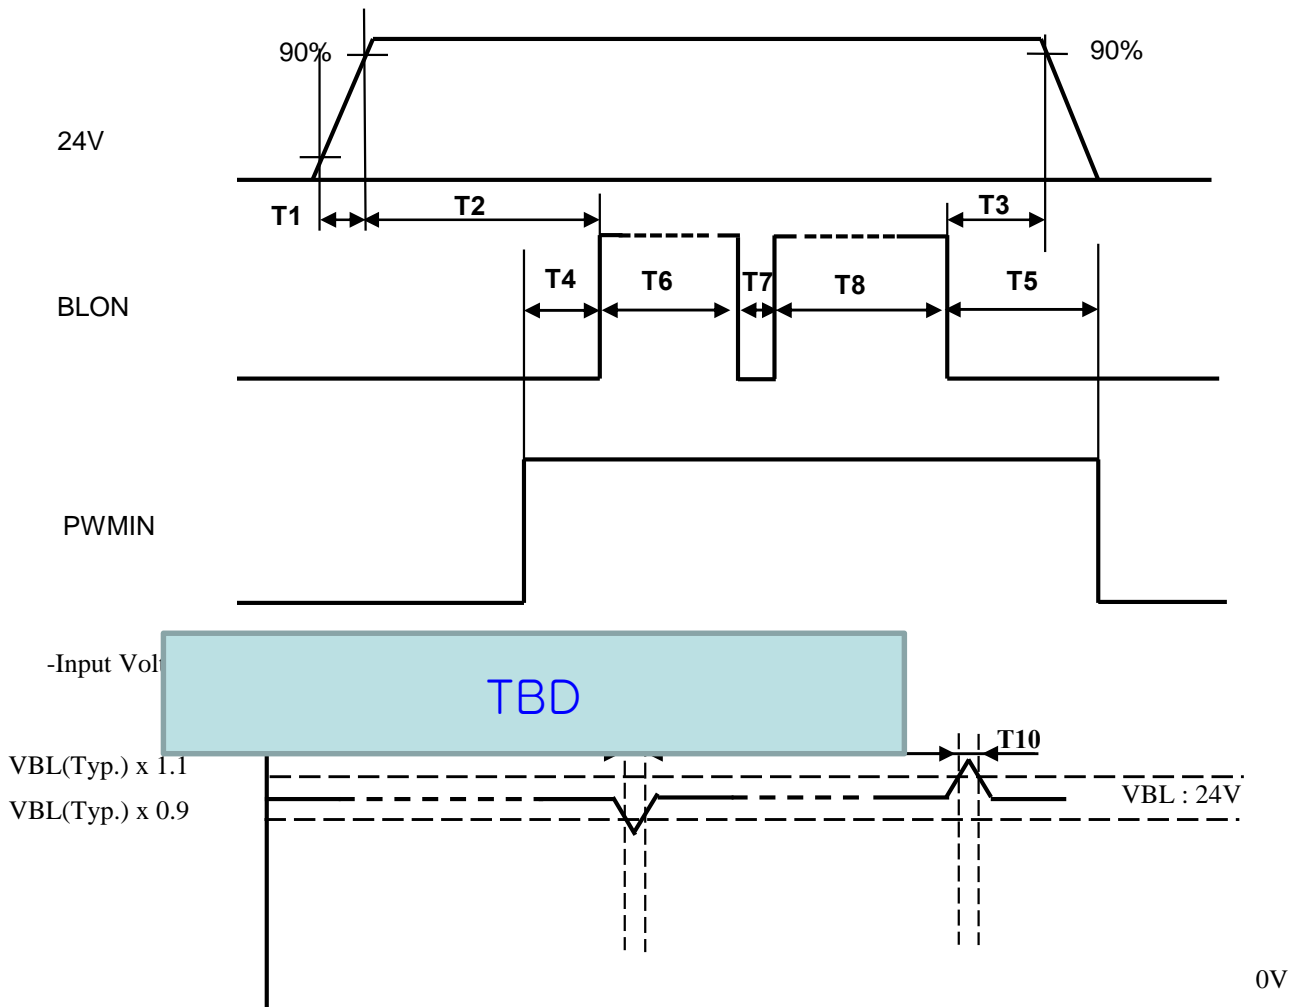 90%
90%
24V
T1
T2
T3
T4
T6
T7
T8
T5
BLON
PWMIN
-Input
TBD
T10
VBL(Typ.) x 1.1
VBL : 24V
VBL(Typ.) x 0.9
0V